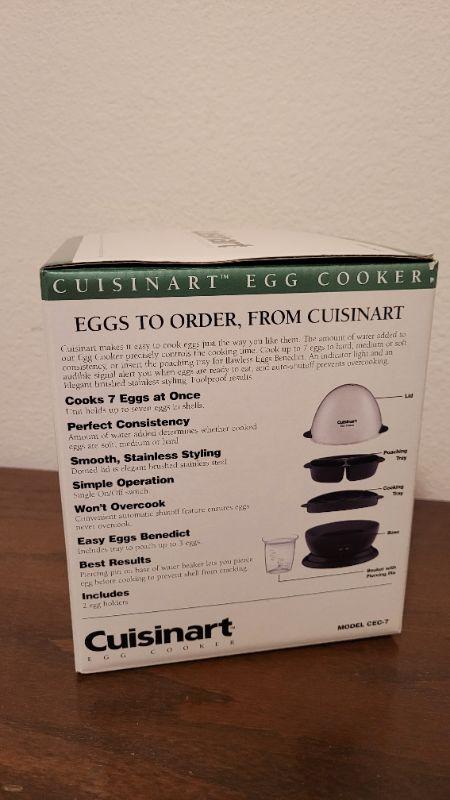 Cuisinart
CUISINART™ EGG COOKER
EGGS TO ORDER, FROM CUISINART
Cuisinart makes it easy to cook eggs just the way you like them. The amount of water added to
our Egg Cooker precisely controls the cooking time. Cook up to 7 eggs to hard, medium or soft
consistency, or insert the poaching tray for flawless Eggs Benedict. An indicator light and an
audible signal alert you when eggs are ready to eat, and auto-shutoff prevents overcooking.
Elegant brushed stainless styling. Foolproof results.
Cooks 7 Eggs at Once
Unit holds up to seven eggs in shells.
Perfect Consistency
Amount of water added determines whether cooked
eggs are soft, medium or hard.
Smooth, Stainless Styling
Domed lid is elegant brushed stainless steel.
Simple Operation
Single On/Off switch.
Won't Overcook
Convenient automatic shutoff feature ensures eggs
never overcook.
Easy Eggs Benedict
Includes tray to poach up to 3 eggs.
Best Results
Piercing pin on base of water beaker lets you pierce
egg before cooking to prevent shell from cracking.
Includes
2 egg holders
Cuisinart
Lid
Poaching
Tray
Cooking
Tray
Base
Beaker with
Piercing Pin
Cuisinart
EGG COOKER
MODEL CEC-7